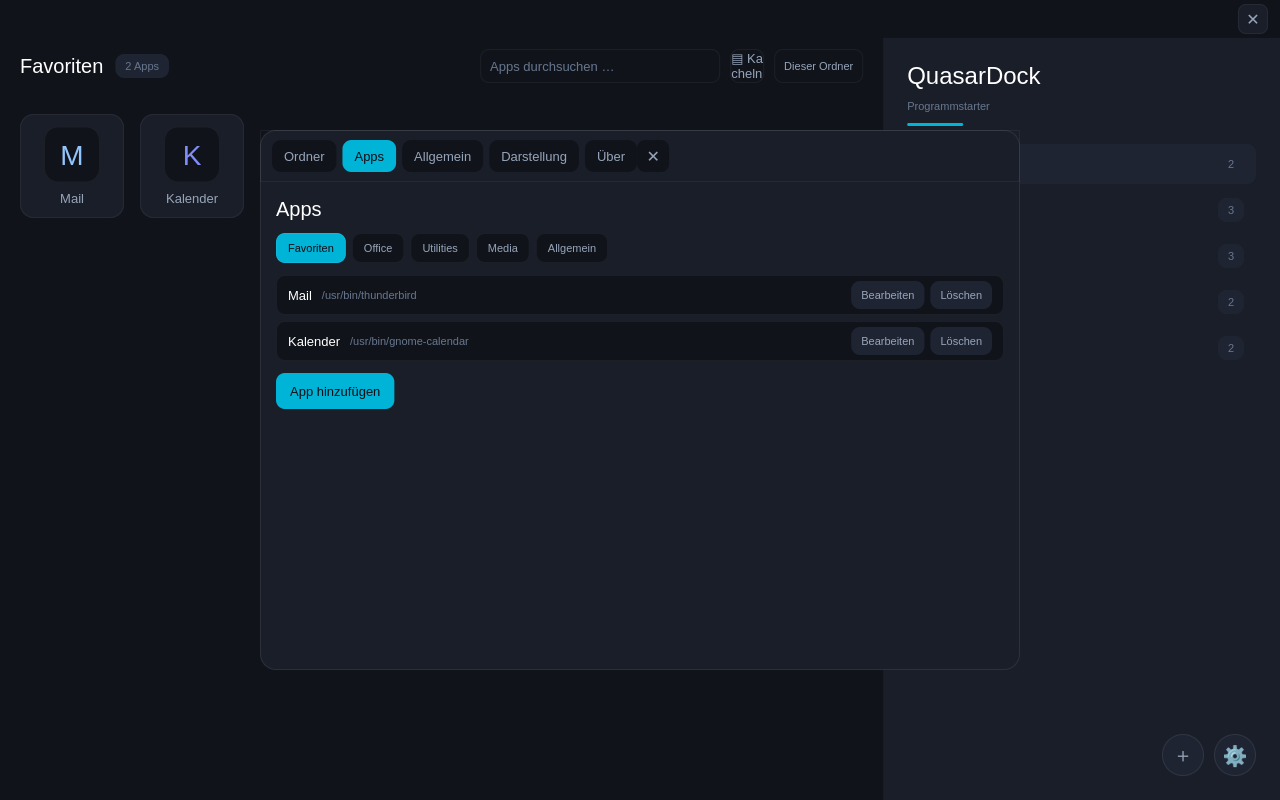 ✕
Favoriten
2 Apps
Apps durchsuchen …
▤ Ka
cheln
Dieser Ordner
QuasarDock
Programmstarter
M
Mail
K
Kalender
Ordner
Apps
Allgemein
Darstellung
Über
✕
Apps
Favoriten
Office
Utilities
Media
Allgemein
Mail /usr/bin/thunderbird
Bearbeiten
Löschen
Kalender /usr/bin/gnome-calendar
Bearbeiten
Löschen
App hinzufügen
2
3
3
2
2
+